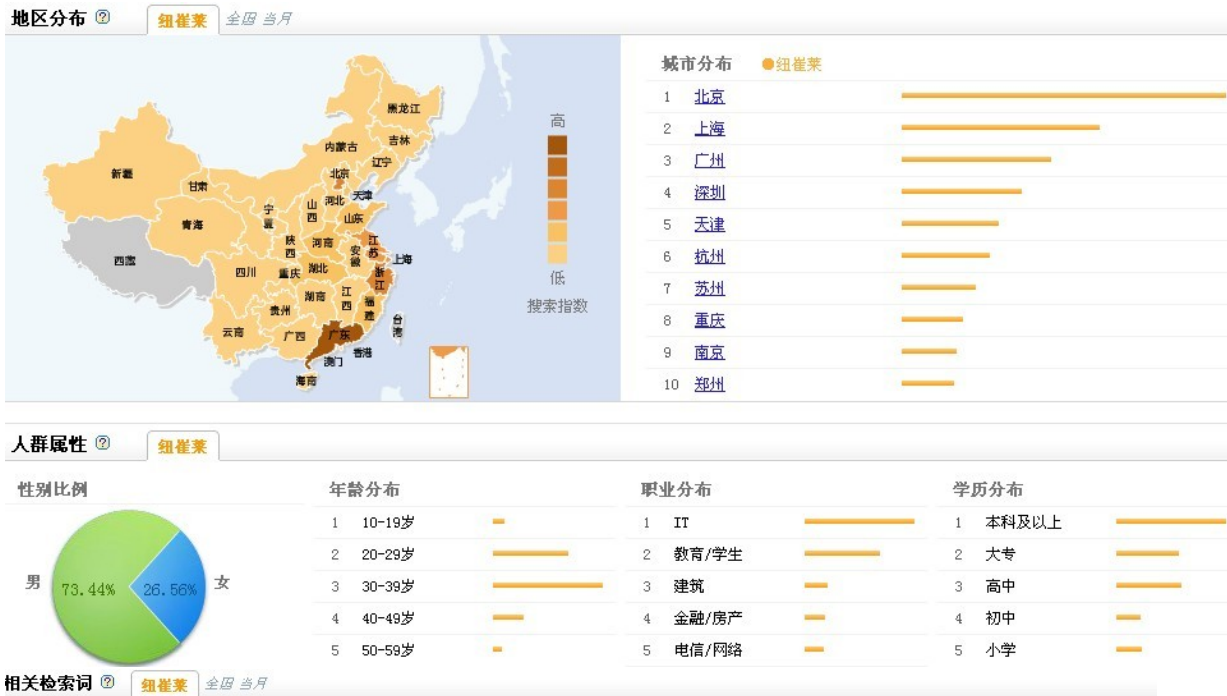 地区分布 ? 纽崔莱 全国 当月
黑龙江
吉林
辽宁
内蒙古
北京
天津
河北
山西
山东
新疆
甘肃
宁夏
青海
陕西
河南
江苏
安徽
上海
西藏
四川
重庆
湖北
浙江
湖南
江西
贵州
福建
云南
广西
广东
台湾
香港
澳门
海南
高
低
搜索指数
城市分布 纽崔莱
1 北京
2 上海
3 广州
4 深圳
5 天津
6 杭州
7 苏州
8 重庆
9 南京
10 郑州
人群属性 ? 纽崔莱
性别比例
男 73.44% 26.56% 女
年龄分布
1 10-19岁
2 20-29岁
3 30-39岁
4 40-49岁
5 50-59岁
职业分布
1 IT
2 教育/学生
3 建筑
4 金融/房产
5 电信/网络
学历分布
1 本科及以上
2 大专
3 高中
4 初中
5 小学
相关检索词 ? 纽崔莱 全国 当月